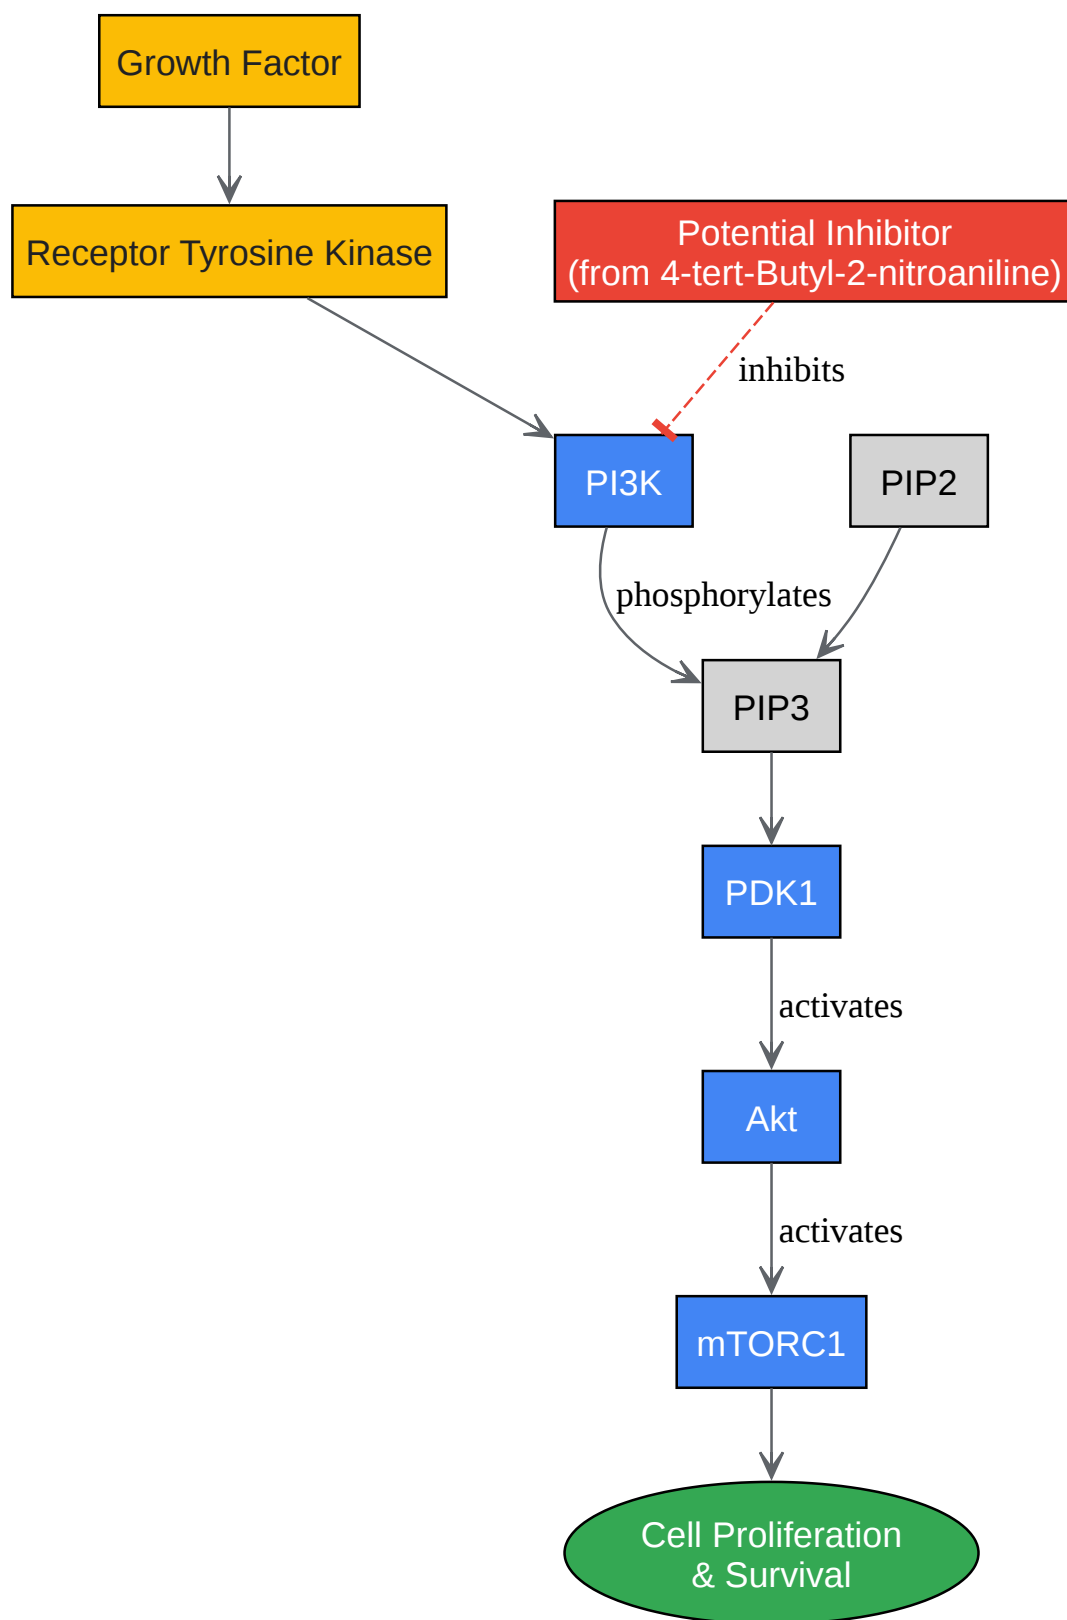 Growth Factor
Receptor Tyrosine Kinase
Potential Inhibitor
(from 4-tert-Butyl-2-nitroaniline)
inhibits
PI3K
PIP2
phosphorylates
PIP3
PDK1
activates
Akt
activates
mTORC1
Cell Proliferation
& Survival